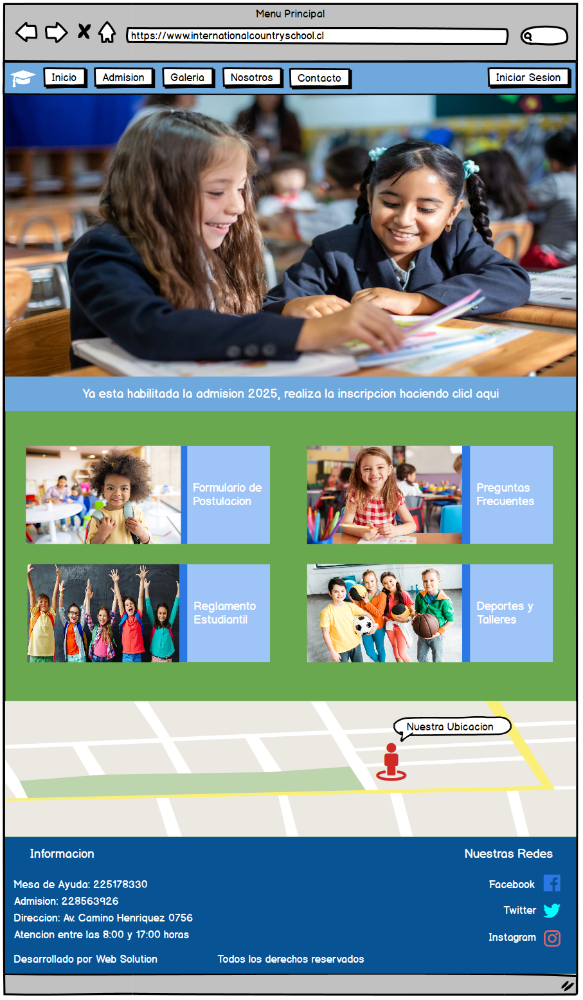 Menu Principal
https://www.internationalcountryschool.cl
Inicio
Admision
Galeria
Nosotros
Contacto
Iniciar Sesion
Ya esta habilitada la admision 2025, realiza la inscripcion haciendo clicl aqui
Formulario de
Postulacion
Preguntas
Frecuentes
Reglamento
Estudiantil
Deportes y
Talleres
Nuestra Ubicacion
Informacion
Mesa de Ayuda: 225178330
Admision: 228563926
Direccion: Av. Camino Henriquez 0756
Atencion entre las 8:00 y 17:00 horas
Desarrollado por Web Solution
Todos los derechos reservados
Nuestras Redes
Facebook
Twitter
Instagram